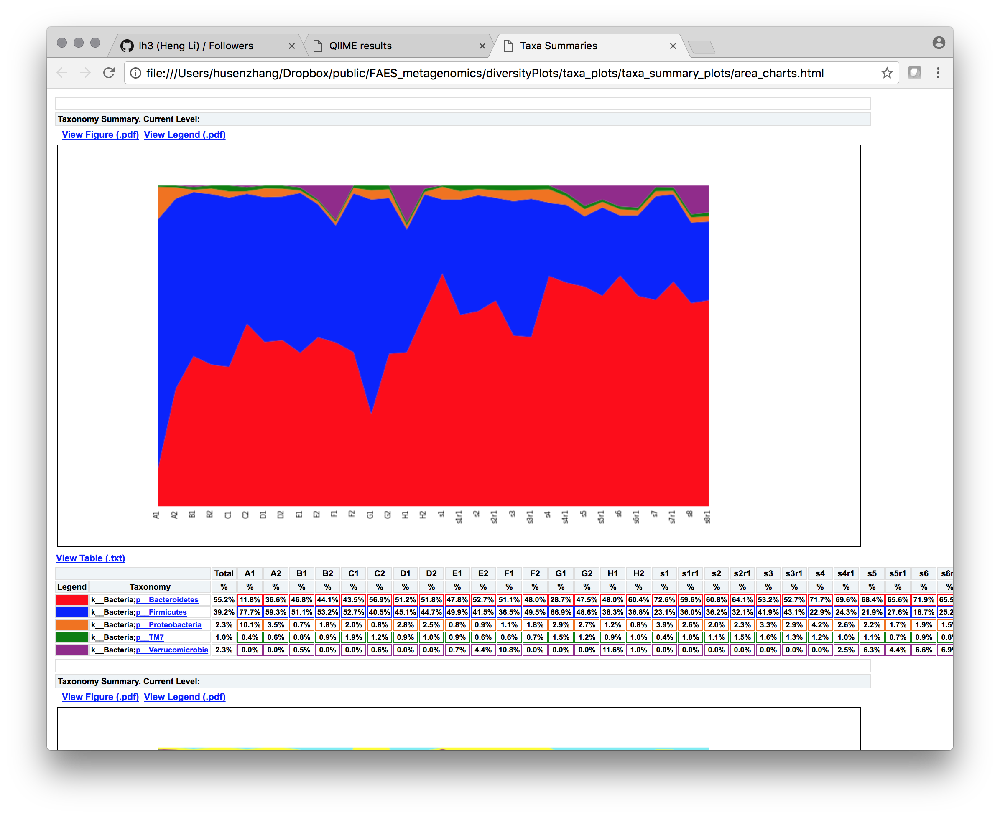 lh3 (Heng Li) / Followers
QIIME results
Taxa Summaries
file:///Users/husenzhang/Dropbox/public/FAES_metagenomics/diversityPlots/taxa_plots/taxa_summary_plots/area_charts.html
Taxonomy Summary. Current Level:
View Figure (.pdf) View Legend (.pdf)
A1 A2 B1 B2 C1 C2 D1 D2 E1 E2 F1 F2 G1 G2 H1 H2 s1 s1r1 s2 s2r1 s3 s3r1 s4 s4r1 s5 s5r1 s6 s6r1 s7 s7r1 s8 s8r1
View Table (.txt)
Total A1 A2 B1 B2 C1 C2 D1 D2 E1 E2 F1 F2 G1 G2 H1 H2 s1 s1r1 s2 s2r1 s3 s3r1 s4 s4r1 s5 s5r1 s6 s6r
Legend Taxonomy % % % % % % % % % % % % % % % % % % % % % % % % % % % % %
k__Bacteria;p__Bacteroidetes 55.2% 11.8% 36.6% 46.8% 44.1% 43.5% 56.9% 51.2% 51.8% 47.8% 52.7% 51.1% 48.0% 28.7% 47.5% 48.0% 60.4% 72.6% 59.6% 60.8% 64.1% 53.2% 52.7% 71.7% 69.6% 68.4% 65.6% 71.9% 65.5
k__Bacteria;p__Firmicutes 39.2% 77.7% 59.3% 51.1% 53.2% 52.7% 40.5% 45.1% 44.7% 49.9% 41.5% 36.5% 49.5% 66.9% 48.6% 38.3% 36.8% 23.1% 36.0% 36.2% 32.1% 41.9% 43.1% 22.9% 24.3% 21.9% 27.6% 18.7% 25.2
k__Bacteria;p__Proteobacteria 2.3% 10.1% 3.5% 0.7% 1.8% 2.0% 0.8% 2.8% 2.5% 0.8% 0.9% 1.1% 1.8% 2.9% 2.7% 1.2% 0.8% 3.9% 2.6% 2.0% 2.3% 3.3% 2.9% 4.2% 2.6% 2.2% 1.7% 1.9% 1.5%
k__Bacteria;p__TM7 1.0% 0.4% 0.6% 0.8% 0.9% 1.9% 1.2% 0.9% 1.0% 0.9% 0.6% 0.6% 0.7% 1.5% 1.2% 0.9% 1.0% 0.4% 1.8% 1.1% 1.5% 1.6% 1.3% 1.2% 1.0% 1.1% 0.7% 0.9% 0.8%
k__Bacteria;p__Verrucomicrobia 2.3% 0.0% 0.0% 0.5% 0.0% 0.0% 0.6% 0.0% 0.0% 0.7% 4.4% 10.8% 0.0% 0.0% 0.0% 11.6% 1.0% 0.0% 0.0% 0.0% 0.0% 0.0% 0.0% 0.0% 2.5% 6.3% 4.4% 6.6% 6.9%
Taxonomy Summary. Current Level:
View Figure (.pdf) View Legend (.pdf)